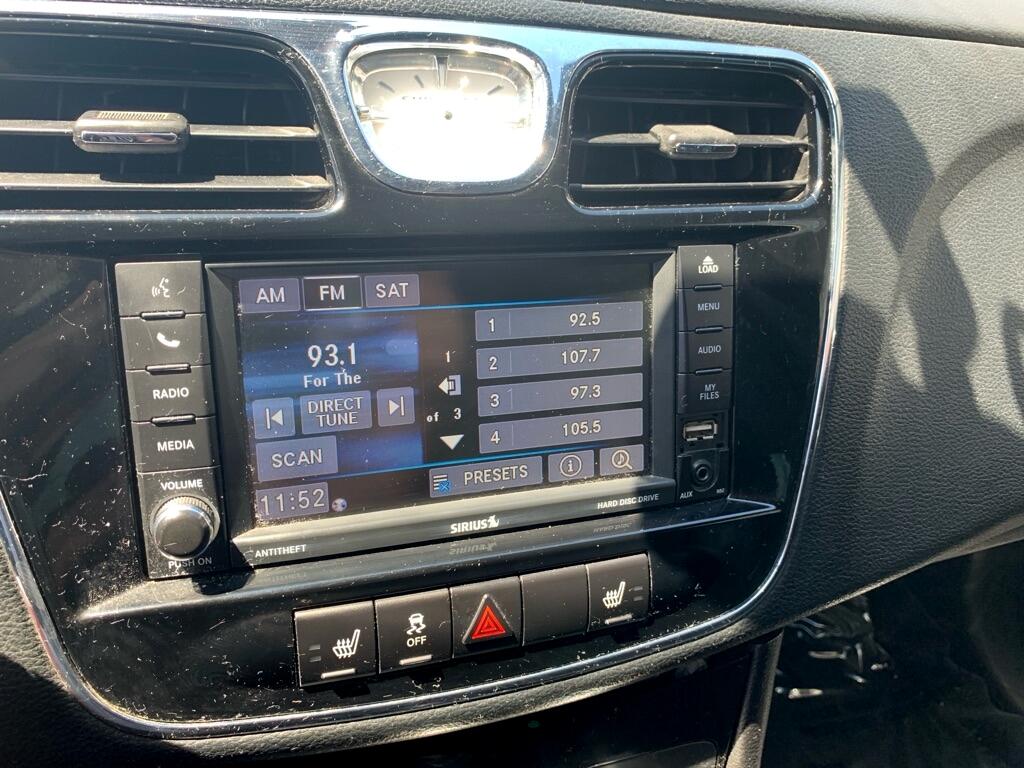 AM FM SAT
93.1
For The
DIRECT
TUNE
SCAN
11:52
1
of 3
1 92.5
2 107.7
3 97.3
4 105.5
PRESETS
RADIO
MEDIA
VOLUME
PUSH ON
LOAD
MENU
AUDIO
MY
FILES
AUX
ANTITHEFT
SIRIUS
HARD DISC DRIVE
OFF